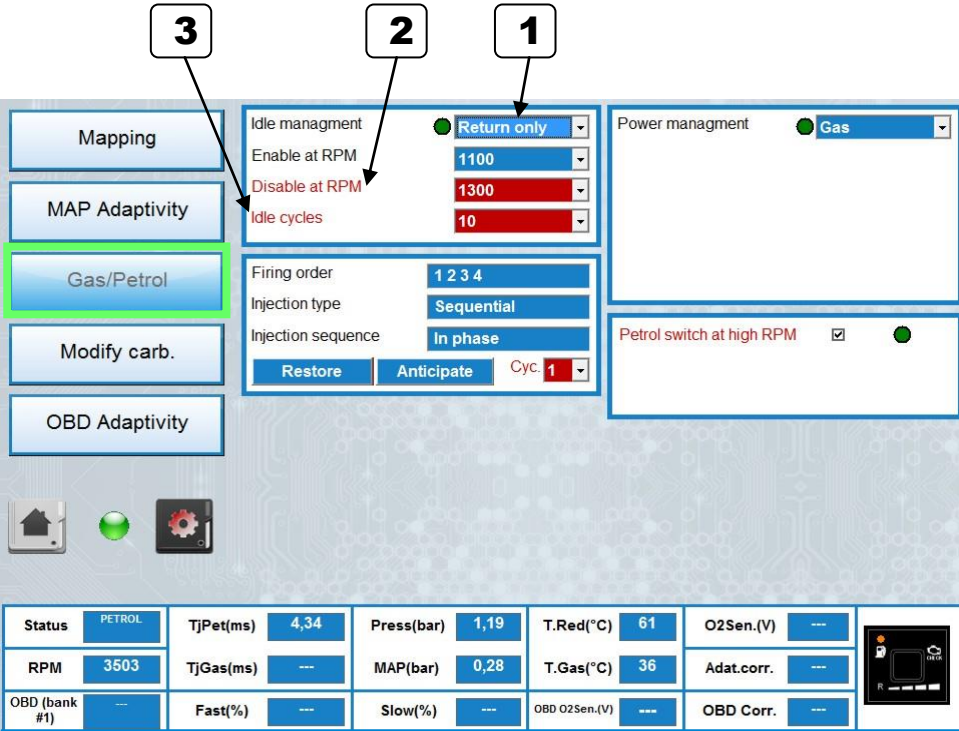 3 2 1
Mapping
MAP Adaptivity
Gas/Petrol
Modify carb.
OBD Adaptivity
Idle managment Return only
Enable at RPM 1100
Disable at RPM 1300
Idle cycles 10
Firing order 1 2 3 4
Injection type Sequential
Injection sequence In phase
Restore Anticipate Cyc. 1
Power managment Gas
Petrol switch at high RPM
Status PETROL TjPet(ms) 4,34 Press(bar) 1,19 T.Red(°C) 61 O2Sen.(V) ---
RPM 3503 TjGas(ms) --- MAP(bar) 0,28 T.Gas(°C) 36 Adat.corr. ---
OBD (bank #1) --- Fast(%) --- Slow(%) --- OBD O2Sen.(V) --- OBD Corr. ---
CHECK
R